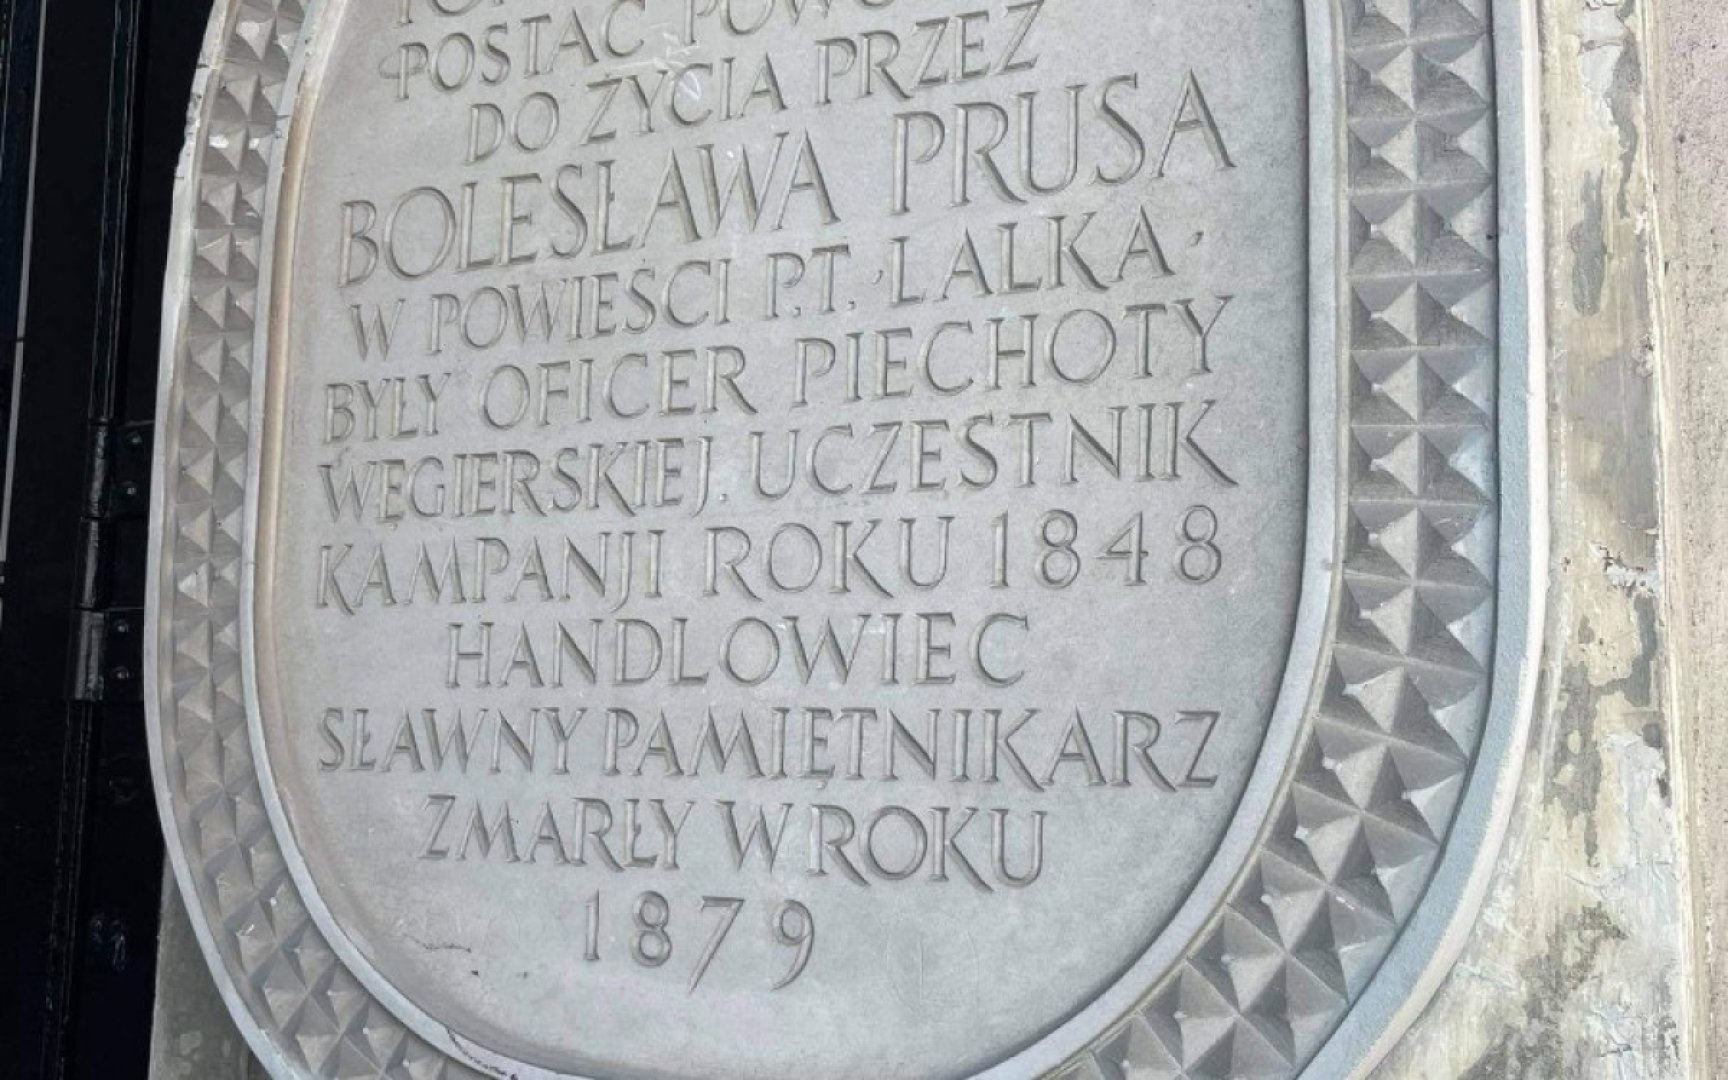 POSTAĆ
DO ŻYCIA PRZEZ
BOLESŁAWA PRUSA
W POWIEŚCI P.T. „LALKA”
BYŁY OFICER PIECHOTY
WĘGIERSKIEJ. UCZESTNIK
KAMPANJI ROKU 1848
HANDLOWIEC
SŁAWNY PAMIĘTNIKARZ
ZMARŁY W ROKU
1879